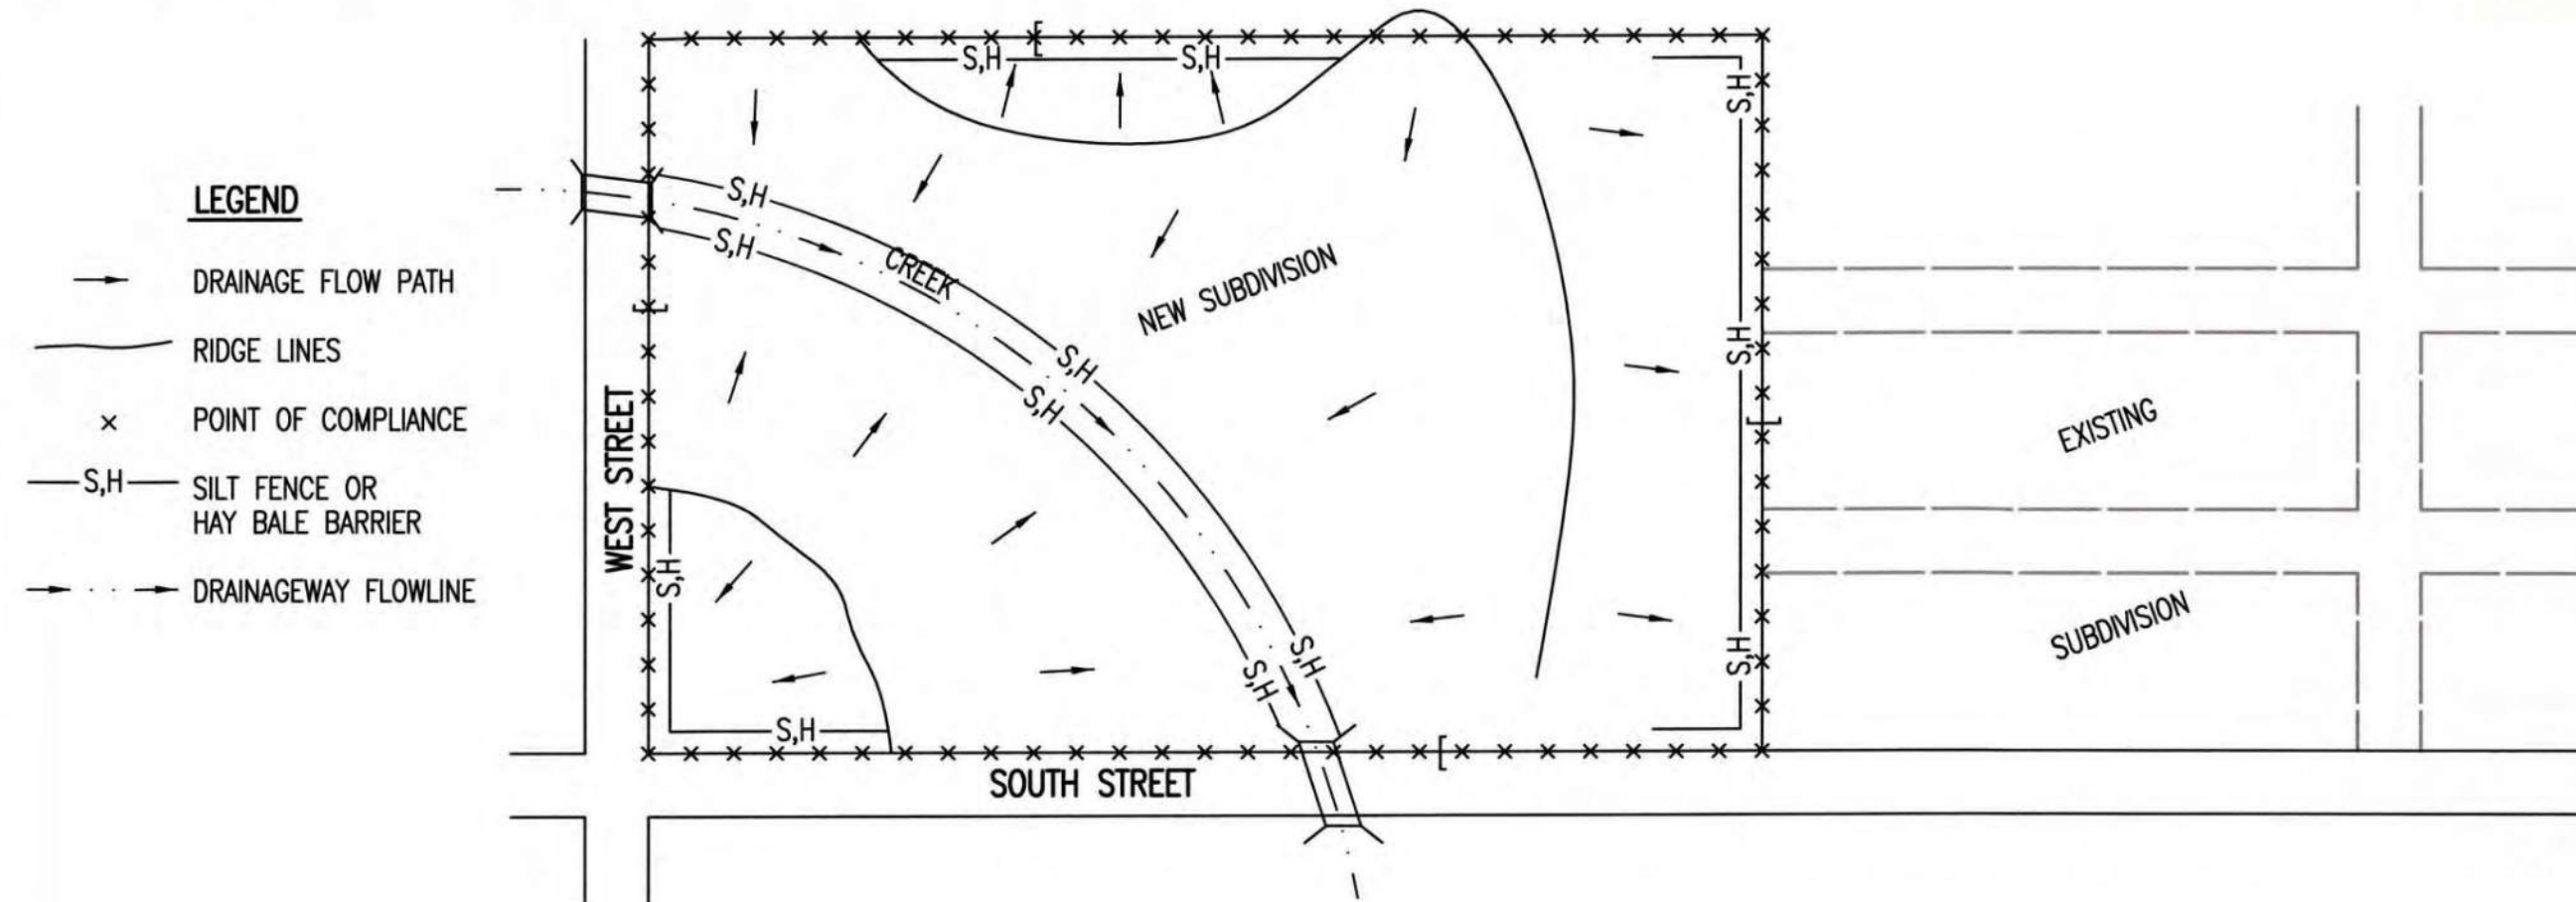 LEGEND
DRAINAGE FLOW PATH
RIDGE LINES
× POINT OF COMPLIANCE
S,H SILT FENCE OR
HAY BALE BARRIER
DRAINAGEWAY FLOWLINE
S,H
S,H
S,H
S,H
S,H
CREEK
NEW SUBDIVISION
S,H
S,H
S,H
WEST STREET
EXISTING
SUBDIVISION
S,H
S,H
S,H
S,H
S,H
SOUTH STREET